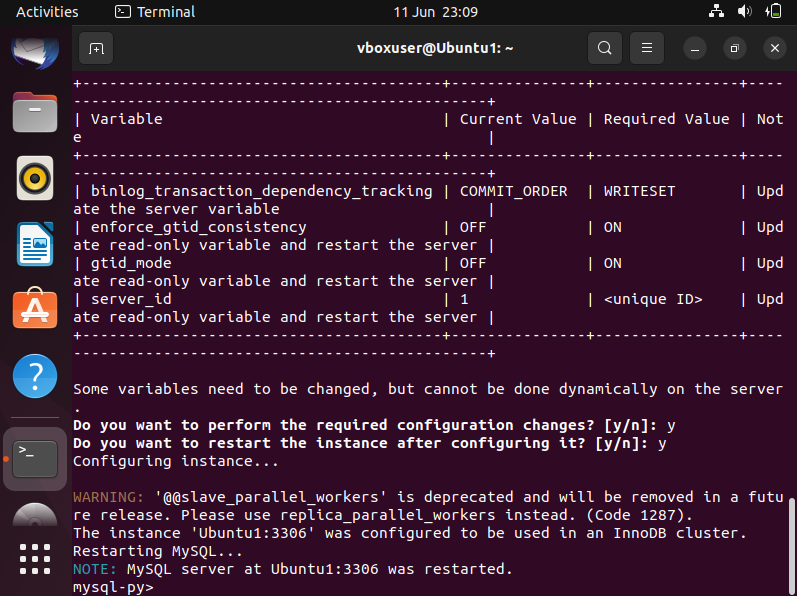 Activities Terminal 11 Jun 23:09
vboxuser@Ubuntu1: ~
+----------------------------------------+---------------+----------------+----
----------------------------------------------+
| Variable                               | Current Value | Required Value | Not
e                                             |
+----------------------------------------+---------------+----------------+----
----------------------------------------------+
| binlog_transaction_dependency_tracking | COMMIT_ORDER  | WRITESET       | Upd
ate the server variable                       |
| enforce_gtid_consistency               | OFF           | ON             | Upd
ate read-only variable and restart the server |
| gtid_mode                              | OFF           | ON             | Upd
ate read-only variable and restart the server |
| server_id                              | 1             | <unique ID>    | Upd
ate read-only variable and restart the server |
+----------------------------------------+---------------+----------------+----
----------------------------------------------+
Some variables need to be changed, but cannot be done dynamically on the server
.
Do you want to perform the required configuration changes? [y/n]: y
Do you want to restart the instance after configuring it? [y/n]: y
Configuring instance...
WARNING: '@@slave_parallel_workers' is deprecated and will be removed in a futu
re release. Please use replica_parallel_workers instead. (Code 1287).
The instance 'Ubuntu1:3306' was configured to be used in an InnoDB cluster.
Restarting MySQL...
NOTE: MySQL server at Ubuntu1:3306 was restarted.
mysql-py>